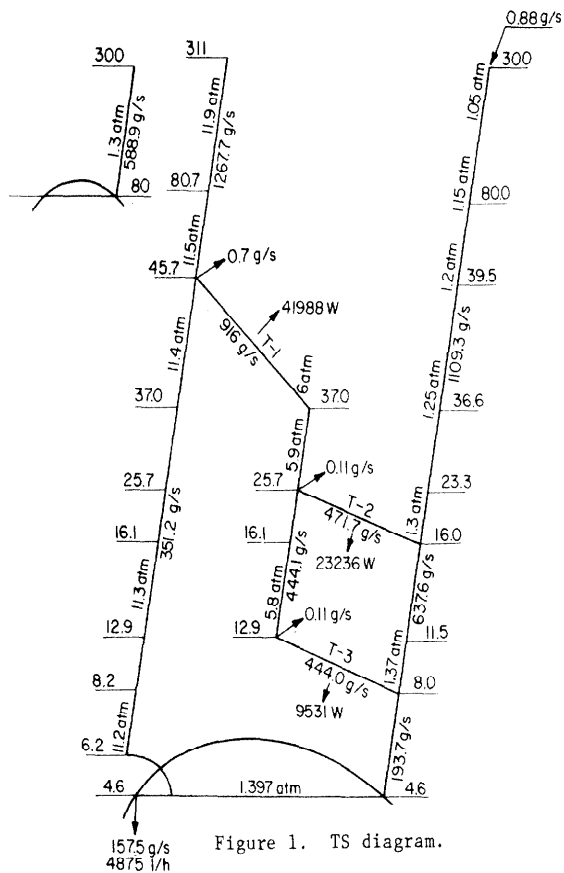 0.88 g/s
300
1.3 atm
588.9 g/s
80
311
11.9 atm
1267.7 g/s
80.7
11.5 atm
45.7
0.7 g/s
41988 W
T-1
916 g/s
11.4 atm
37.0
6 atm
37.0
5.9 atm
25.7
351.2 g/s
25.7
0.11 g/s
T-2
471.7 g/s
23236 W
16.1
16.1
11.3 atm
5.8 atm
444.1 g/s
12.9
12.9
0.11 g/s
T-3
444.0 g/s
9531 W
8.2
11.2 atm
6.2
4.6
1.397 atm
4.6
157.5 g/s
4875 l/h
300
1.05 atm
1.15 atm
80.0
1.2 atm
39.5
1109.3 g/s
1.25 atm
36.6
23.3
1.3 atm
16.0
637.6 g/s
11.5
1.37 atm
8.0
193.7 g/s
Figure 1. TS diagram.